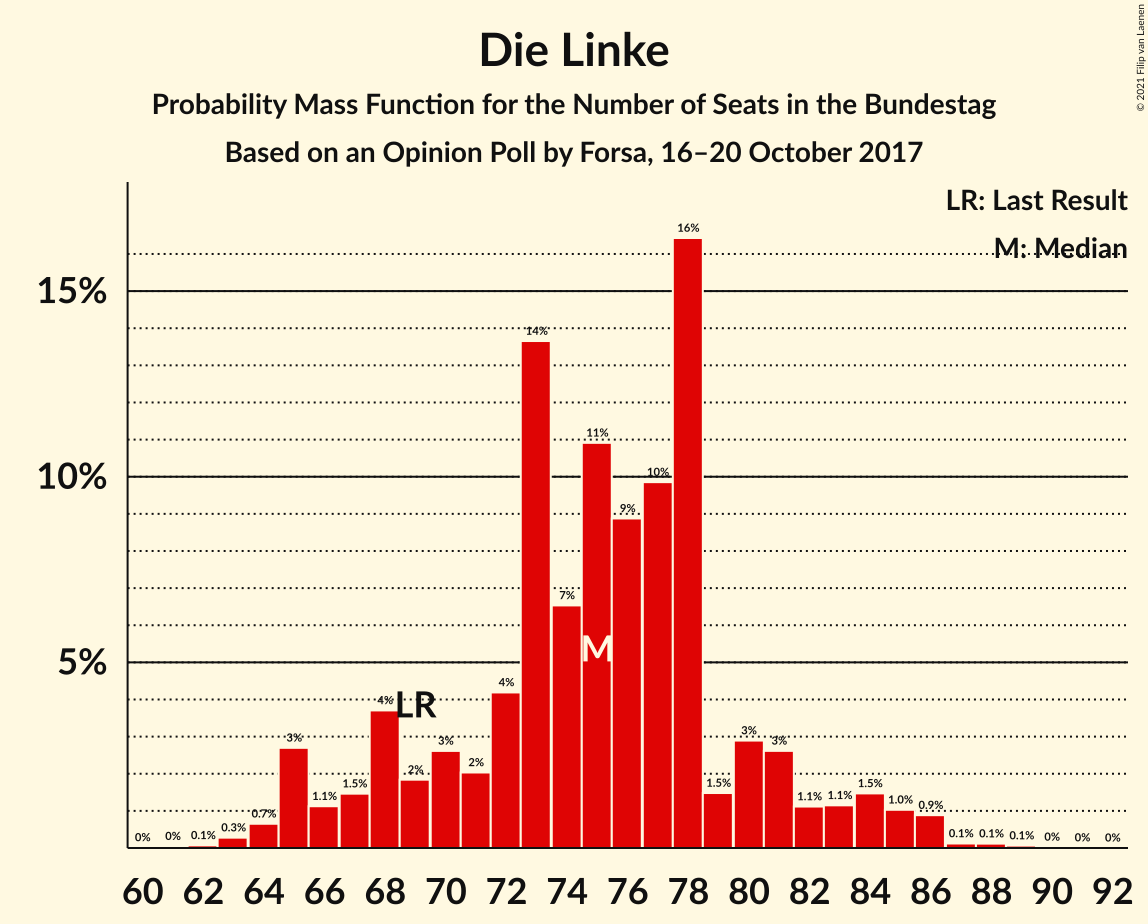 Die Linke
Probability Mass Function for the Number of Seats in the Bundestag
Based on an Opinion Poll by Forsa, 16–20 October 2017
© 2021 Filip van Laenen
LR: Last Result
M: Median
15%
10%
5%
0% 0% 0.1% 0.3% 0.7% 3% 1.1% 1.5% 4% 2% 3% 2% 4% 14% 7% 11% 9% 10% 16% 1.5% 3% 3% 1.1% 1.1% 1.5% 1.0% 0.9% 0.1% 0.1% 0.1% 0% 0% 0%
LR
M
60 62 64 66 68 70 72 74 76 78 80 82 84 86 88 90 92